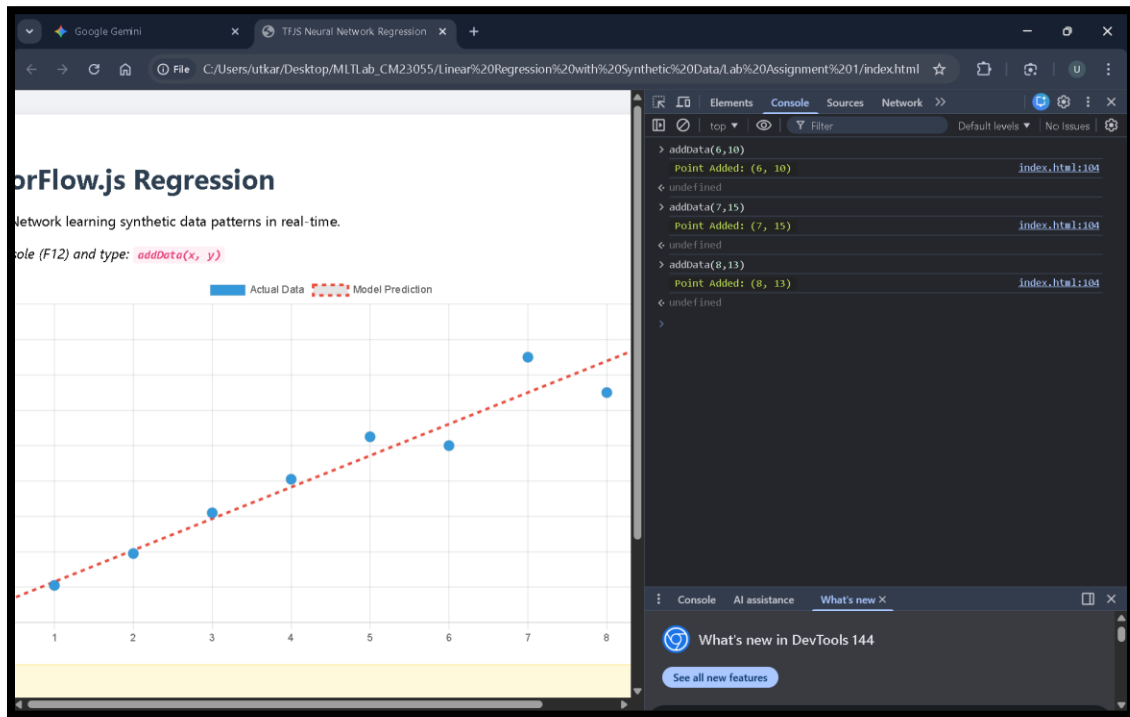 Google Gemini
TFJS Neural Network Regression
File C:/Users/utkar/Desktop/MLTLab_CM23055/Linear%20Regression%20with%20Synthetic%20Data/Lab%20Assignment%201/index.html
U
orFlow.js Regression
Network learning synthetic data patterns in real-time.
sole (F12) and type: addData(x, y)
Actual Data Model Prediction
1 2 3 4 5 6 7 8
Elements Console Sources Network
top Filter Default levels No Issues
> addData(6,10)
Point Added: (6, 10) index.html:104
undefined
> addData(7,15)
Point Added: (7, 15) index.html:104
undefined
> addData(8,13)
Point Added: (8, 13) index.html:104
undefined
>
Console AI assistance What's new
What's new in DevTools 144
See all new features